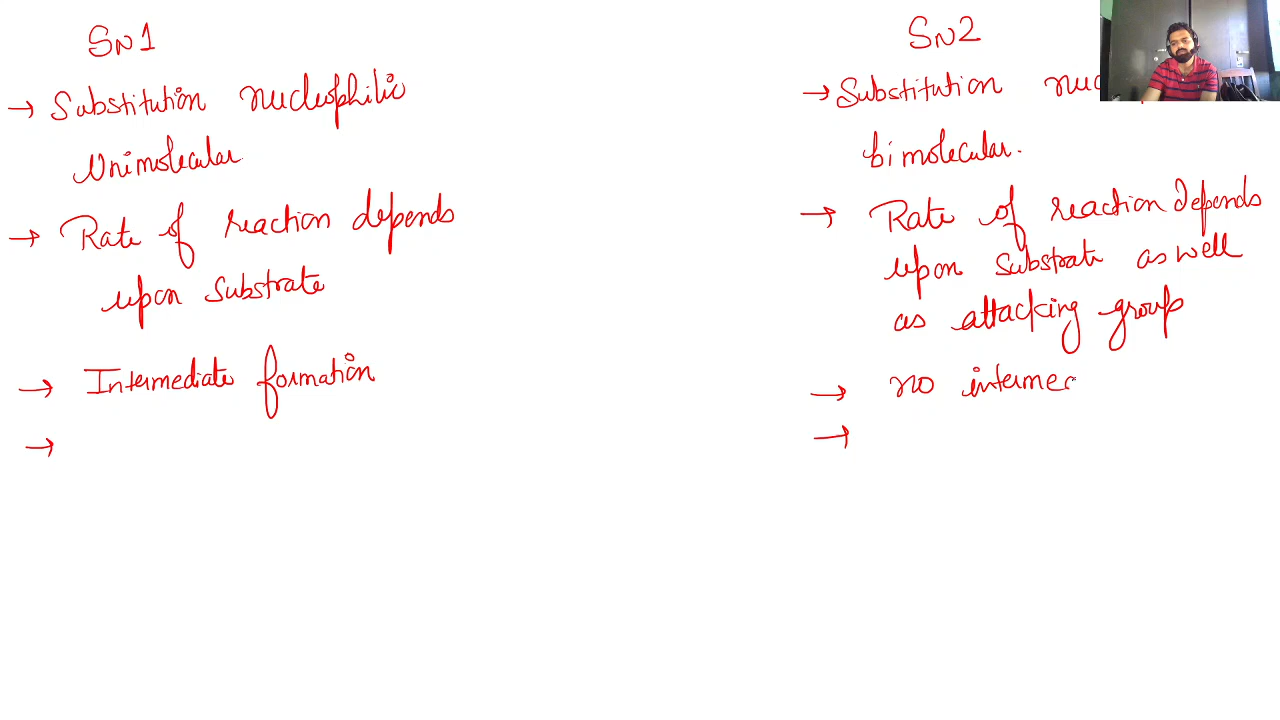 SN1
→ Substitution nucleophilic
Unimolecular
→ Rate of reaction depends
upon substrate
→ Intermediate formation
→
SN2
→ Substitution nuc
bimolecular.
→ Rate of reaction depends
upon substrate as well
as attacking group
→ no intermed
→